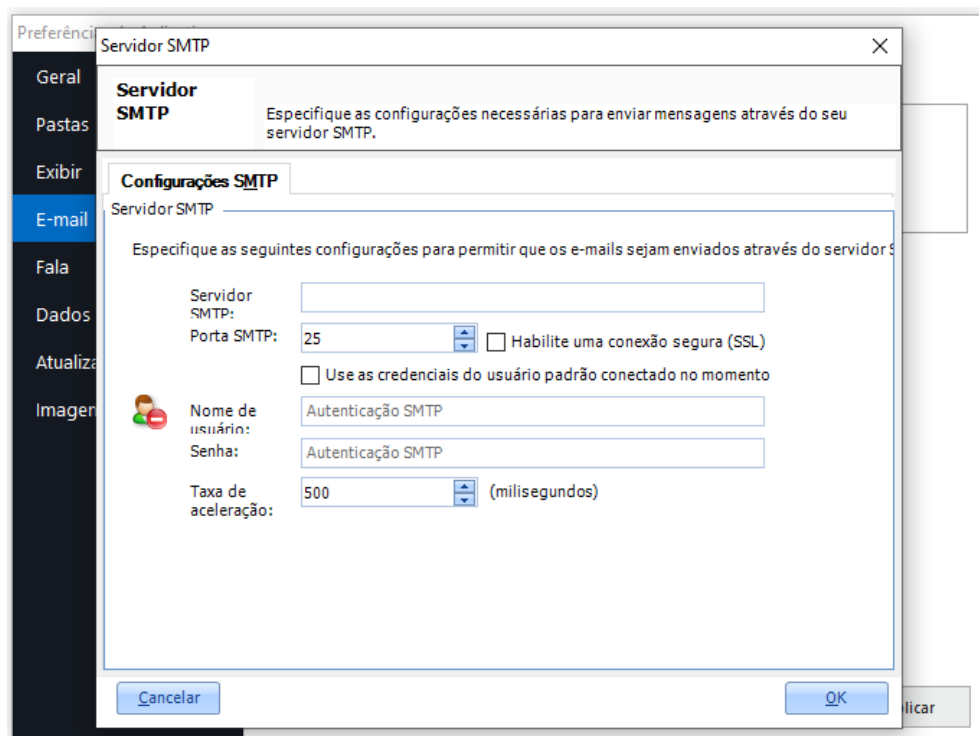 Preferênci
Servidor SMTP
Geral
Pastas
Exibir
E-mail
Fala
Dados
Atualiza
Imagen
Servidor
SMTP
Especifique as configurações necessárias para enviar mensagens através do seu
servidor SMTP.
Configurações SMTP
Servidor SMTP
Especifique as seguintes configurações para permitir que os e-mails sejam enviados através do servidor S
Servidor
SMTP:
Porta SMTP:
25
Habilite uma conexão segura (SSL)
Use as credenciais do usuário padrão conectado no momento
Nome de
usuário:
Autenticação SMTP
Senha:
Autenticação SMTP
Taxa de
aceleração:
500
(milisegundos)
Cancelar
OK
licar